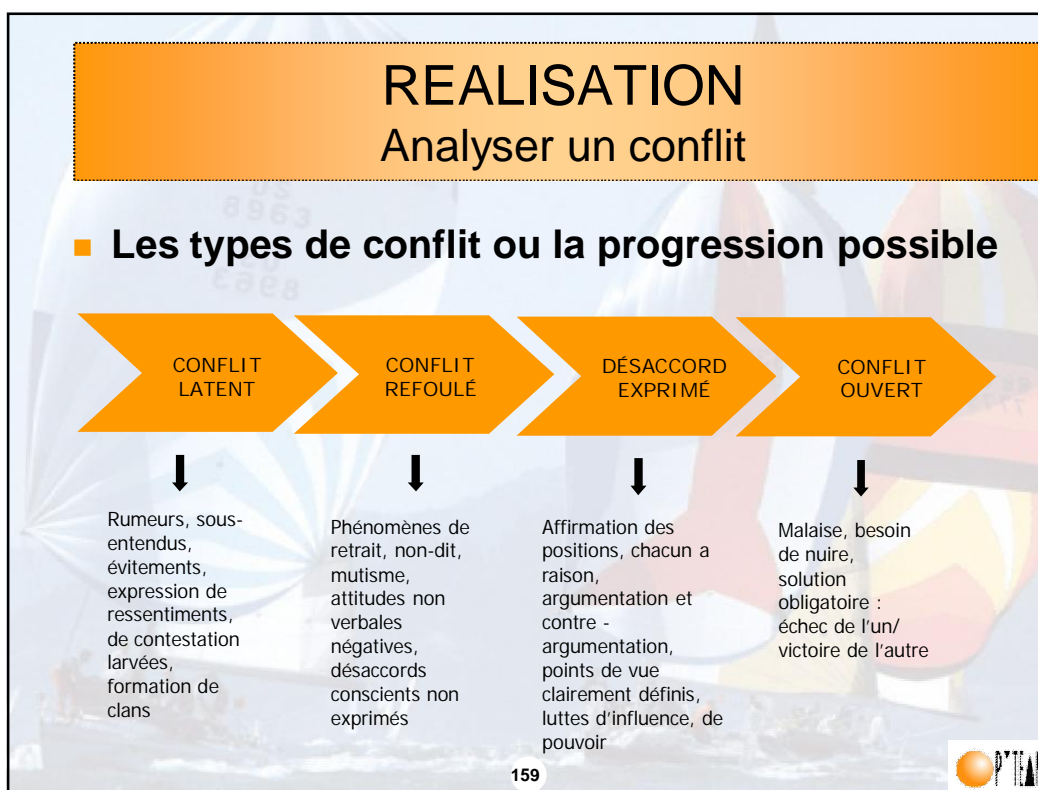 REALISATION
Analyser un conflit
Les types de conflit ou la progression possible
CONFLIT
LATENT
CONFLIT
REFOULÉ
DÉSACCORD
EXPRIMÉ
CONFLIT
OUVERT
Rumeurs, sous-
entendus,
évitements,
expression de
ressentiments,
de contestation
larvées,
formation de
clans
Phénomènes de
retrait, non-dit,
mutisme,
attitudes non
verbales
négatives,
désaccords
conscients non
exprimés
Affirmation des
positions, chacun a
raison,
argumentation et
contre -
argumentation,
points de vue
clairement définis,
luttes d'influence, de
pouvoir
Malaise, besoin
de nuire,
solution
obligatoire :
échec de l'un/
victoire de l'autre
159